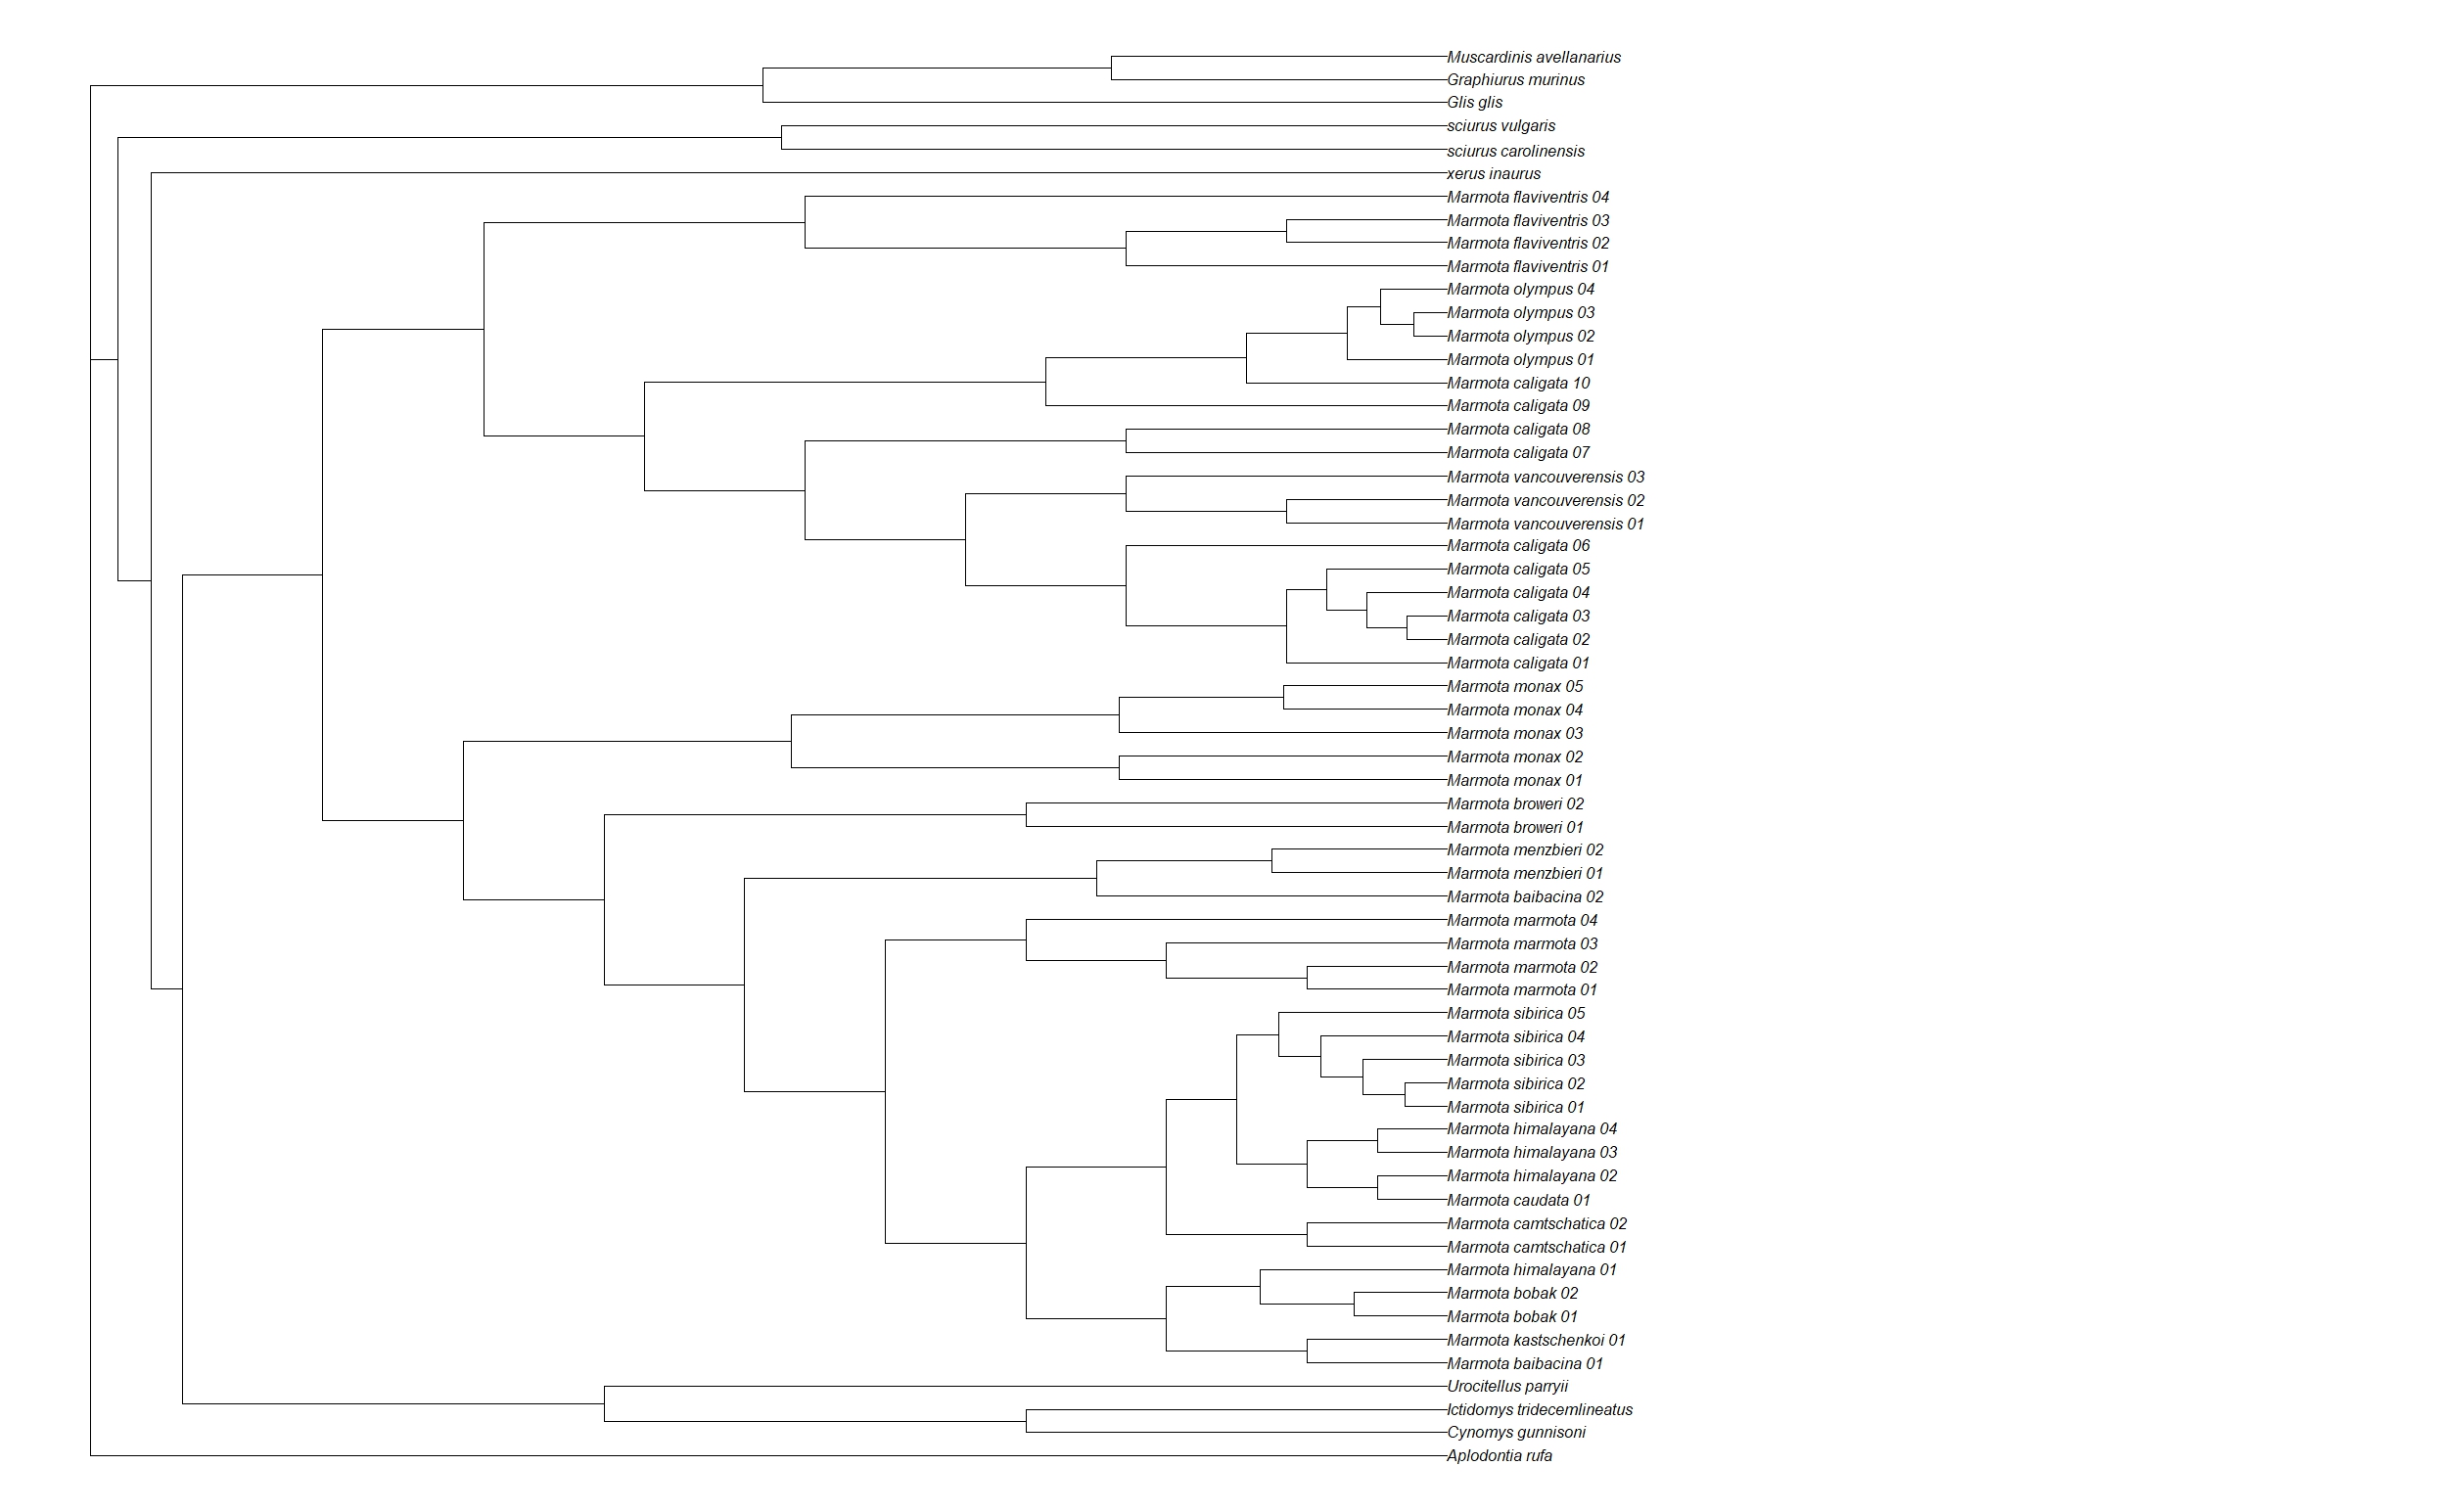 Muscardinis avellanarius
Graphiurus murinus
Glis glis
sciurus vulgaris
sciurus carolinensis
xerus inaurus
Marmota flaviventris 04
Marmota flaviventris 03
Marmota flaviventris 02
Marmota flaviventris 01
Marmota olympus 04
Marmota olympus 03
Marmota olympus 02
Marmota olympus 01
Marmota caligata 10
Marmota caligata 09
Marmota caligata 08
Marmota caligata 07
Marmota vancouverensis 03
Marmota vancouverensis 02
Marmota vancouverensis 01
Marmota caligata 06
Marmota caligata 05
Marmota caligata 04
Marmota caligata 03
Marmota caligata 02
Marmota caligata 01
Marmota monax 05
Marmota monax 04
Marmota monax 03
Marmota monax 02
Marmota monax 01
Marmota broweri 02
Marmota broweri 01
Marmota menzbieri 02
Marmota menzbieri 01
Marmota baibacina 02
Marmota marmota 04
Marmota marmota 03
Marmota marmota 02
Marmota marmota 01
Marmota sibirica 05
Marmota sibirica 04
Marmota sibirica 03
Marmota sibirica 02
Marmota sibirica 01
Marmota himalayana 04
Marmota himalayana 03
Marmota himalayana 02
Marmota caudata 01
Marmota camtschatica 02
Marmota camtschatica 01
Marmota himalayana 01
Marmota bobak 02
Marmota bobak 01
Marmota kastschenkoi 01
Marmota baibacina 01
Urocitellus parryii
Ictidomys tridecemlineatus
Cynomys gunnisoni
Aplodontia rufa